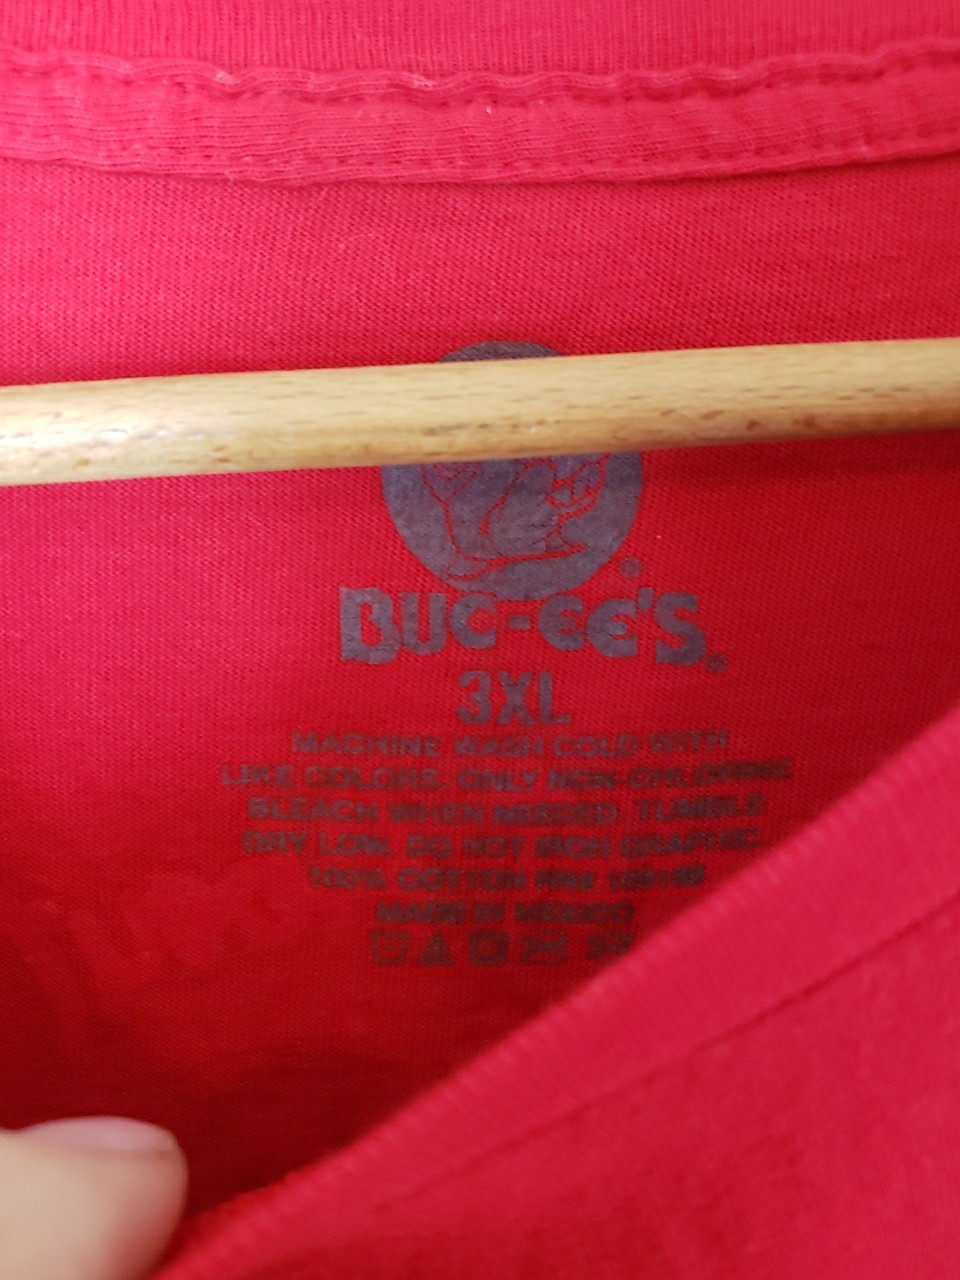 BUC-EE'S
3XL
MACHINE WASH COLD WITH
LIKE COLORS. ONLY NON-CHLORINE
BLEACH WHEN NEEDED. TUMBLE
DRY LOW. DO NOT IRON GRAPHIC.
100% COTTON RN#
MADE IN MEXICO